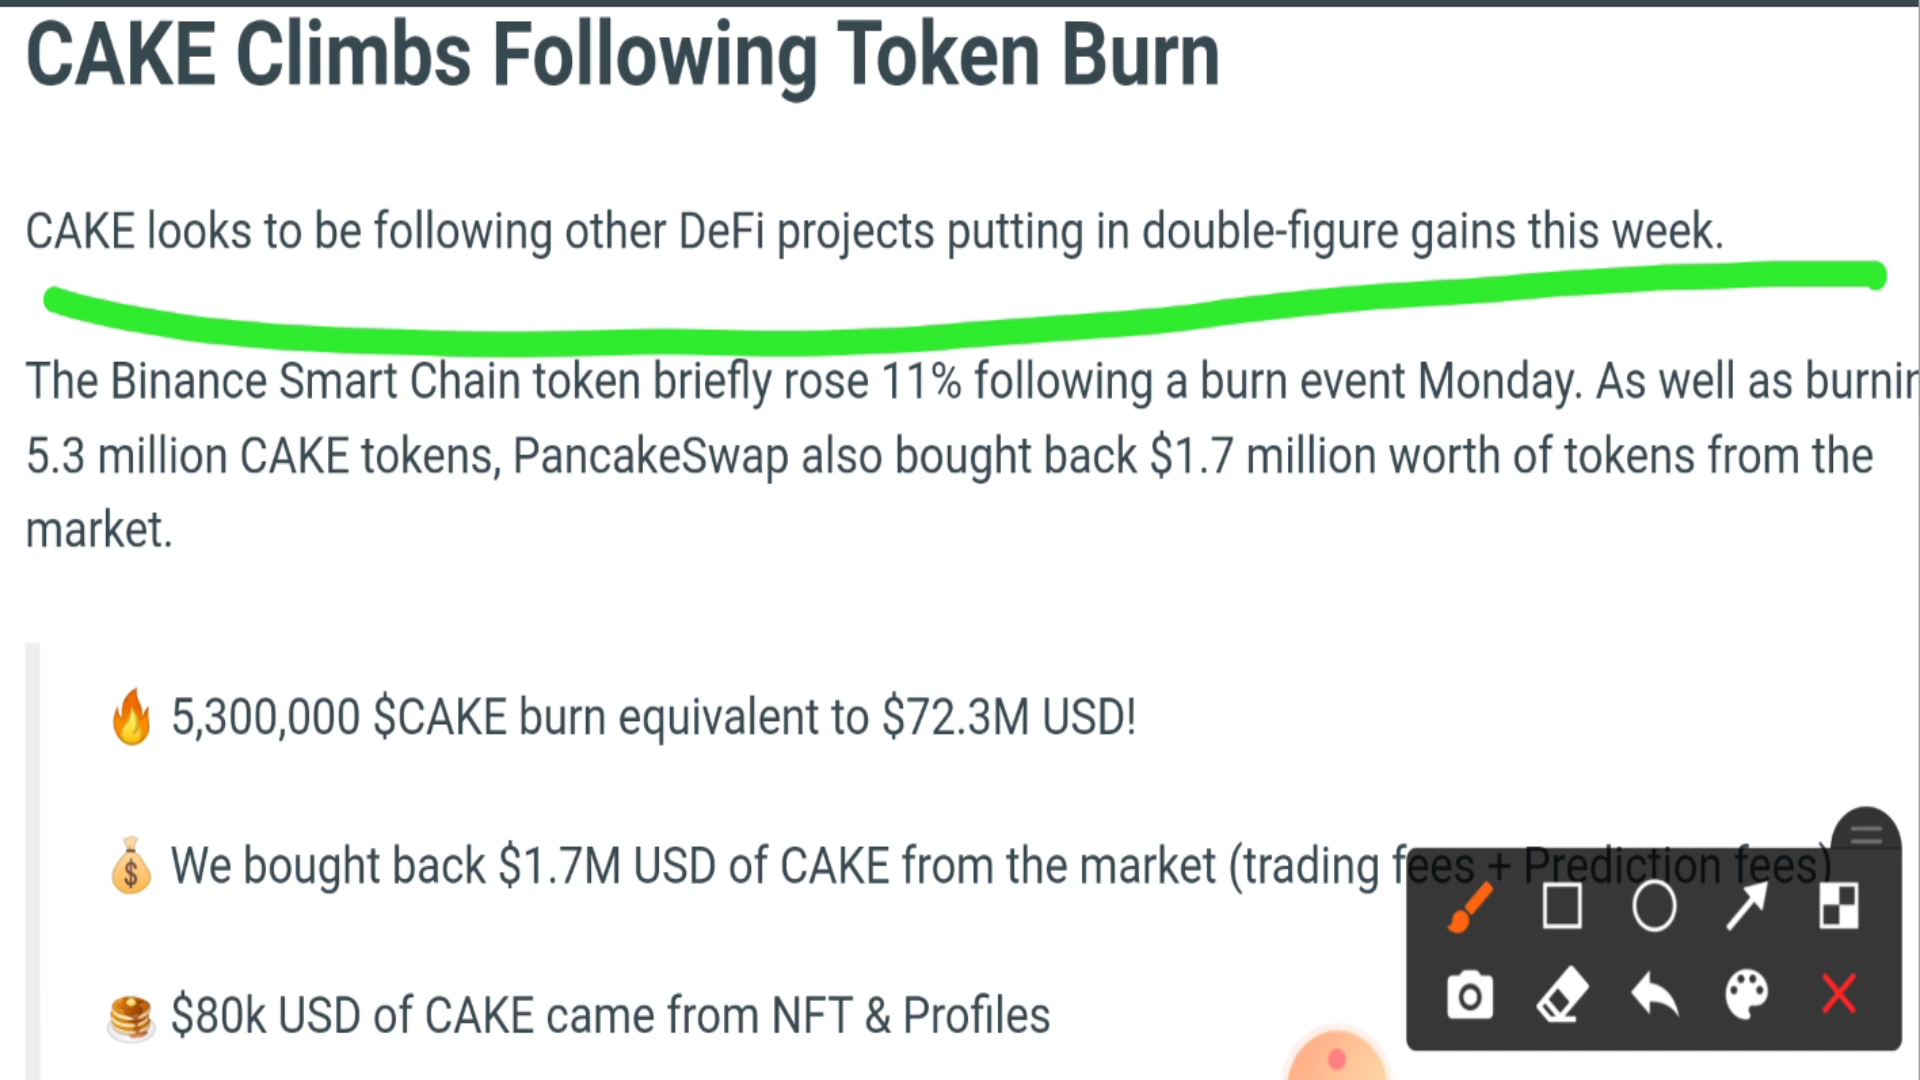 CAKE Climbs Following Token Burn
CAKE looks to be following other DeFi projects putting in double-figure gains this week.
The Binance Smart Chain token briefly rose 11% following a burn event Monday. As well as burnin
5.3 million CAKE tokens, PancakeSwap also bought back $1.7 million worth of tokens from the
market.
🔥 5,300,000 $CAKE burn equivalent to $72.3M USD!
💰 We bought back $1.7M USD of CAKE from the market (trading fees + Prediction fees)
🥞 $80k USD of CAKE came from NFT & Profiles